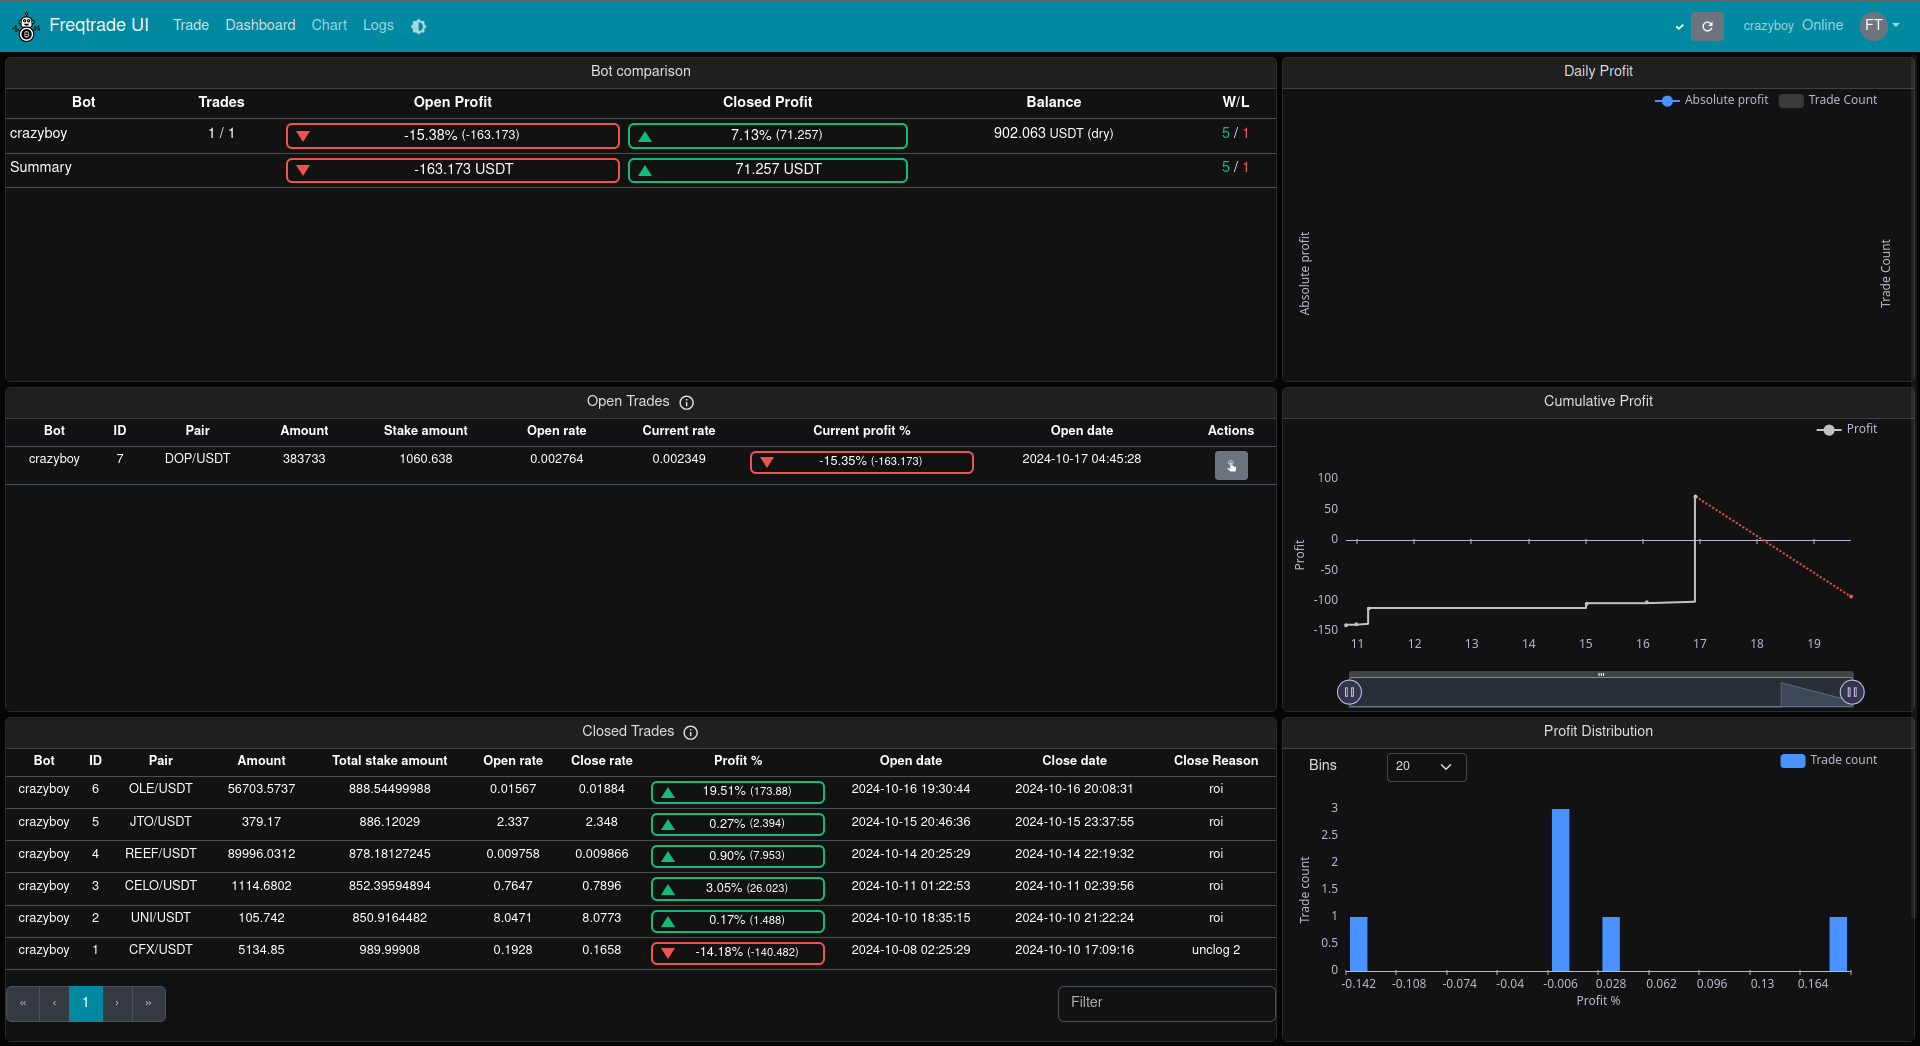 Freqtrade UI Trade Dashboard Chart Logs crazyboy Online FT
Bot comparison
Bot Trades Open Profit Closed Profit Balance W/L
crazyboy 1 / 1 -15.38% (-163.173) 7.13% (71.257) 902.063 USDT (dry) 5 / 1
Summary -163.173 USDT 71.257 USDT 5 / 1
Daily Profit
Absolute profit Trade Count
Absolute profit
Trade Count
Open Trades
Bot ID Pair Amount Stake amount Open rate Current rate Current profit % Open date Actions
crazyboy 7 DOP/USDT 383733 1060.638 0.002764 0.002349 -15.35% (-163.173) 2024-10-17 04:45:28
Cumulative Profit
Profit
Profit
100
50
0
-50
-100
-150
11 12 13 14 15 16 17 18 19
Closed Trades
Bot ID Pair Amount Total stake amount Open rate Close rate Profit % Open date Close date Close Reason
crazyboy 6 OLE/USDT 56703.5737 888.54499988 0.01567 0.01884 19.51% (173.88) 2024-10-16 19:30:44 2024-10-16 20:08:31 roi
crazyboy 5 JTO/USDT 379.17 886.12029 2.337 2.348 0.27% (2.394) 2024-10-15 20:46:36 2024-10-15 23:37:55 roi
crazyboy 4 REEF/USDT 89996.0312 878.18127245 0.009758 0.009866 0.90% (7.953) 2024-10-14 20:25:29 2024-10-14 22:19:32 roi
crazyboy 3 CELO/USDT 1114.6802 852.39594894 0.7647 0.7896 3.05% (26.023) 2024-10-11 01:22:53 2024-10-11 02:39:56 roi
crazyboy 2 UNI/USDT 105.742 850.9164482 8.0471 8.0773 0.17% (1.488) 2024-10-10 18:35:15 2024-10-10 21:22:24 roi
crazyboy 1 CFX/USDT 5134.85 989.99908 0.1928 0.1658 -14.18% (-140.482) 2024-10-08 02:25:29 2024-10-10 17:09:16 unclog 2
« ‹ 1 › »
Filter
Profit Distribution
Bins 20
Trade count
Trade count
3
2.5
2
1.5
1
0.5
0
-0.142 -0.108 -0.074 -0.04 -0.006 0.028 0.062 0.096 0.13 0.164
Profit %